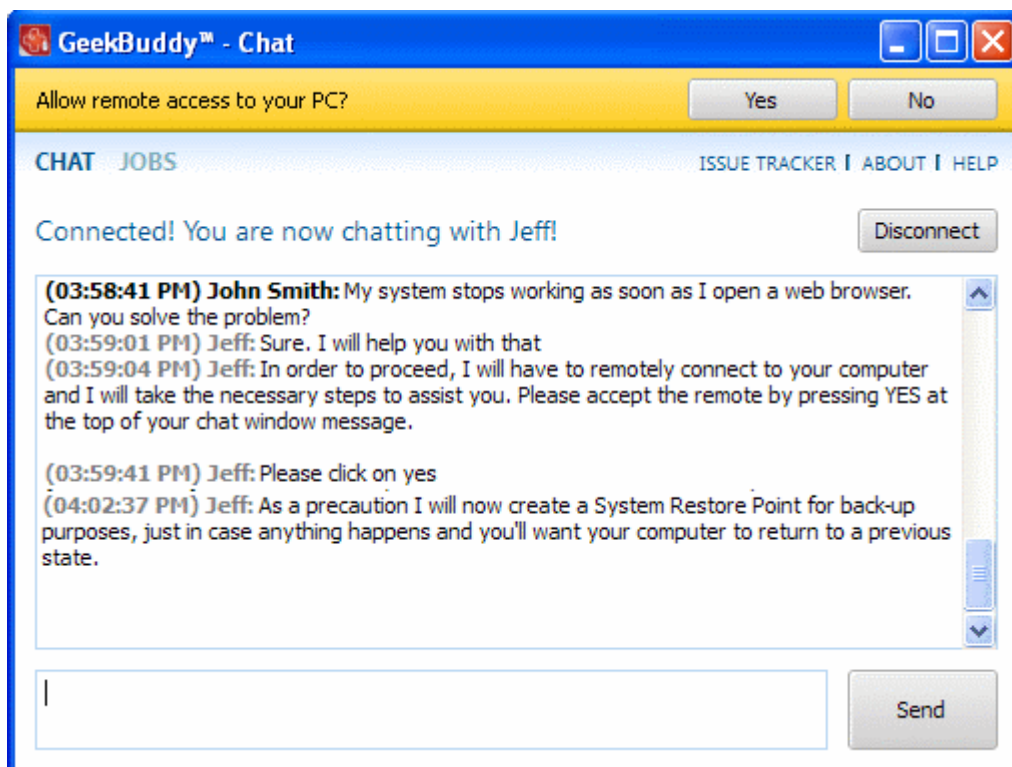 GeekBuddy™ - Chat
Allow remote access to your PC?
Yes
No
CHAT JOBS
ISSUE TRACKER | ABOUT | HELP
Connected! You are now chatting with Jeff!
Disconnect
(03:58:41 PM) John Smith: My system stops working as soon as I open a web browser.
Can you solve the problem?
(03:59:01 PM) Jeff: Sure. I will help you with that
(03:59:04 PM) Jeff: In order to proceed, I will have to remotely connect to your computer
and I will take the necessary steps to assist you. Please accept the remote by pressing YES at
the top of your chat window message.
(03:59:41 PM) Jeff: Please click on yes
(04:02:37 PM) Jeff: As a precaution I will now create a System Restore Point for back-up
purposes, just in case anything happens and you'll want your computer to return to a previous
state.
Send